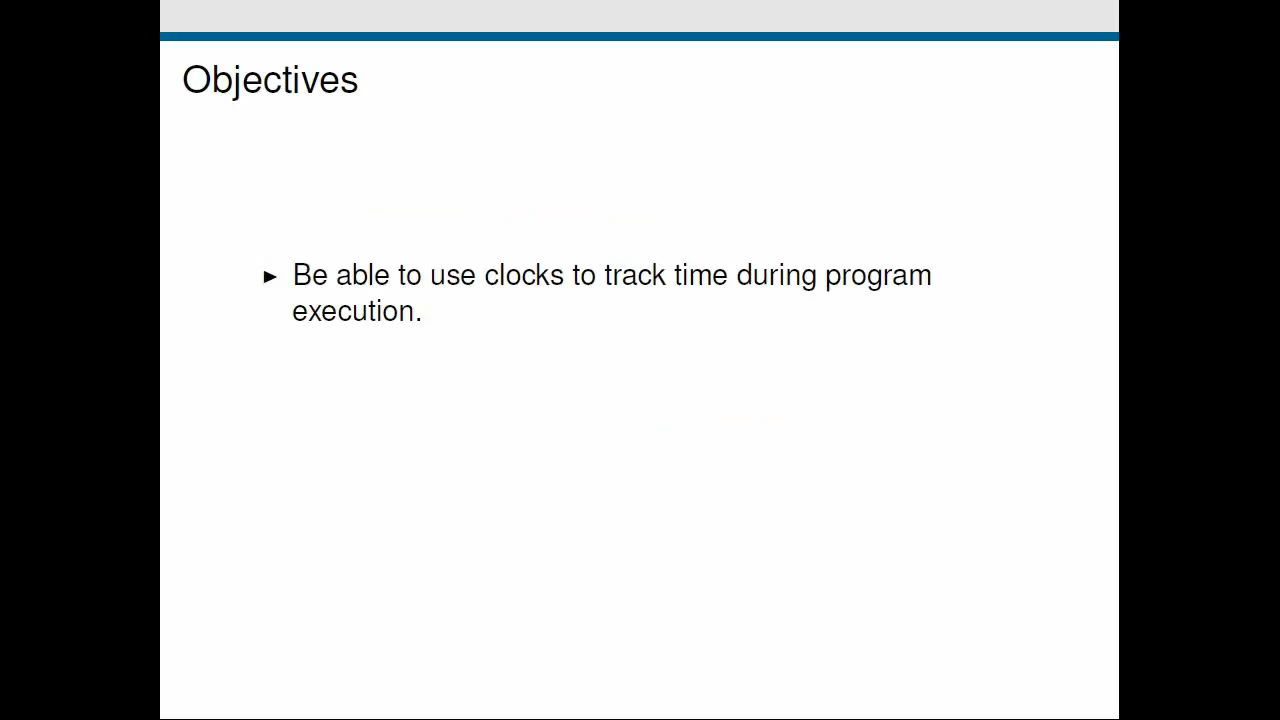 Objectives
► Be able to use clocks to track time during program
execution.